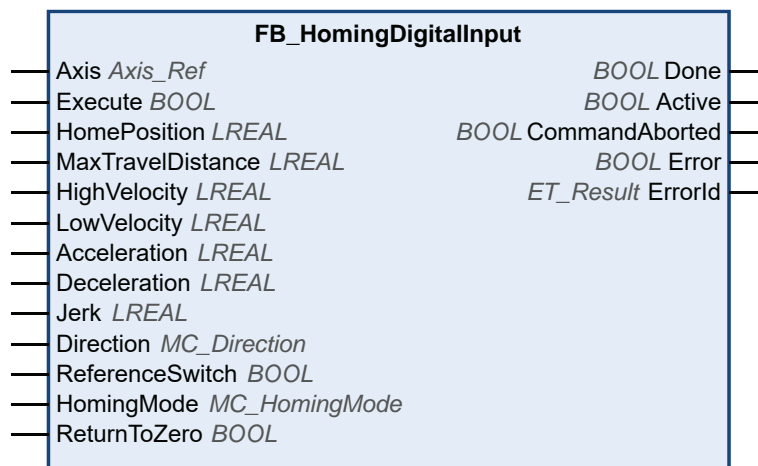 FB_HomingDigitalInput
Axis Axis_Ref BOOL Done
Execute BOOL BOOL Active
HomePosition LREAL BOOL CommandAborted
MaxTravelDistance LREAL BOOL Error
HighVelocity LREAL ET_Result ErrorId
LowVelocity LREAL
Acceleration LREAL
Deceleration LREAL
Jerk LREAL
Direction MC_Direction
ReferenceSwitch BOOL
HomingMode MC_HomingMode
ReturnToZero BOOL